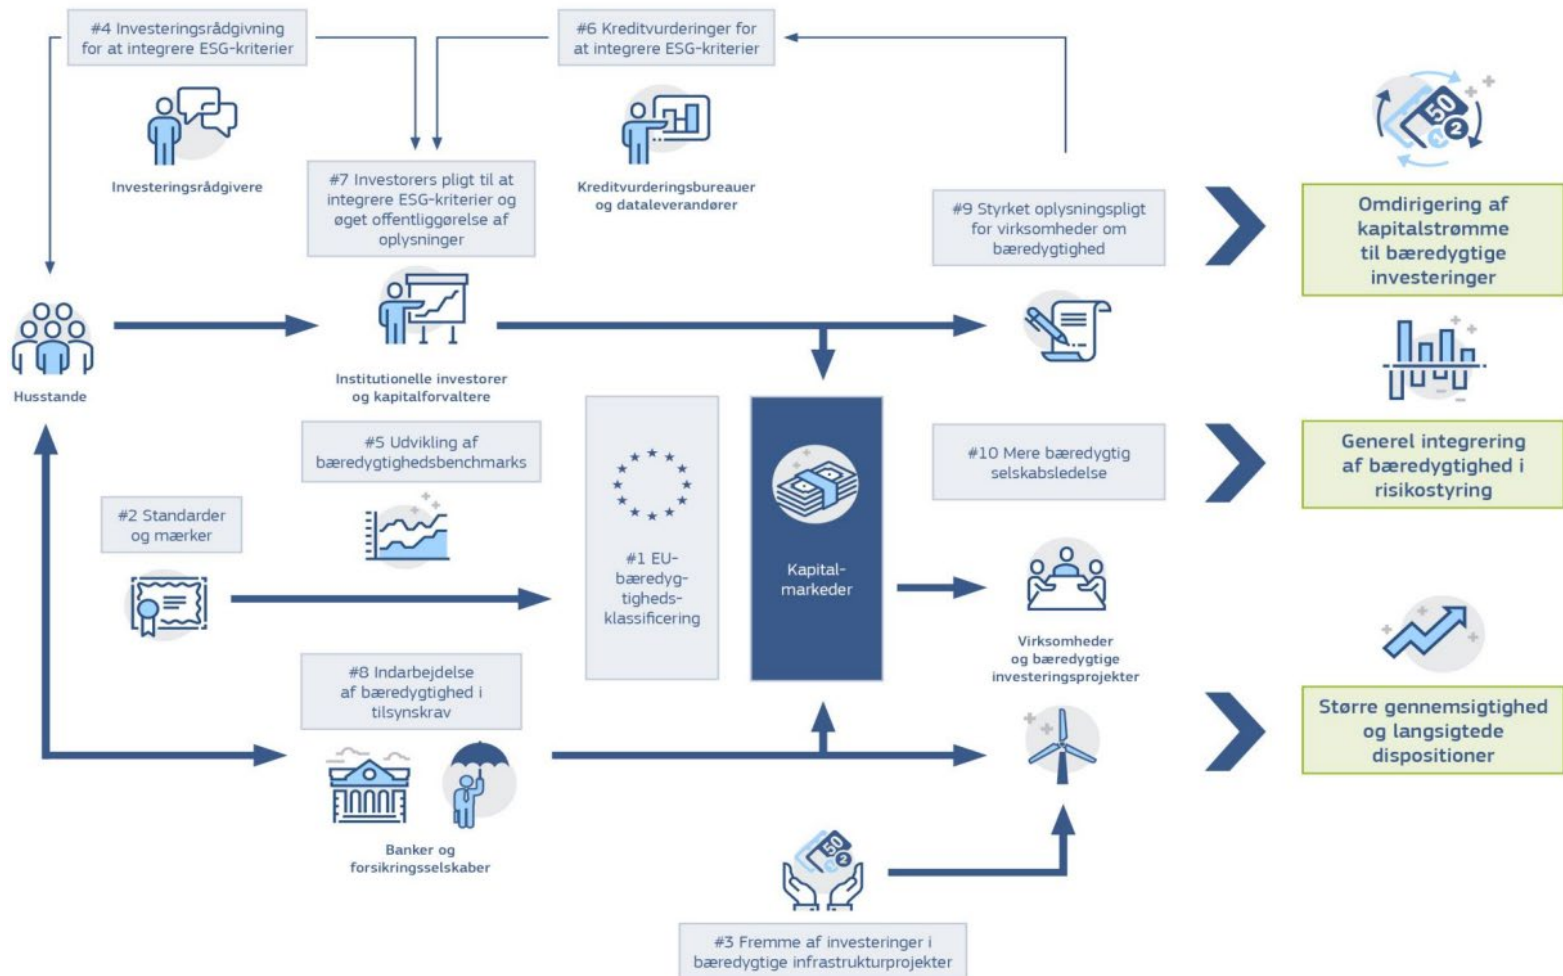 #4 Investeringsrådgivning
for at integrere ESG-kriterier
#6 Kreditvurderinger for
at integrere ESG-kriterier
Investeringsrådgivere
#7 Investorers pligt til at
integrere ESG-kriterier og
øget offentliggørelse af
oplysninger
Kreditvurderingsbureauer
og dataleverandører
#9 Styrket oplysningspligt
for virksomheder om
bæredygtighed
50
2
1
Omdirigering af
kapitalstrømme
til bæredygtige
investeringer
Husstande
Institutionelle investorer
og kapitalforvaltere
#5 Udvikling af
bæredygtighedsbenchmarks
#2 Standarder
og mærker
#1 EU-
bæredyg-
tigheds-
klassificering
Kapital-
markeder
#10 Mere bæredygtig
selskabsledelse
Generel integrering
af bæredygtighed i
risikostyring
Virksomheder
og bæredygtige
investeringsprojekter
#8 Indarbejdelse
af bæredygtighed i
tilsynskrav
Banker og
forsikringsselskaber
Større gennemsigtighed
og langsigtede
dispositioner
50
2
#3 Fremme af investeringer i
bæredygtige infrastrukturprojekter